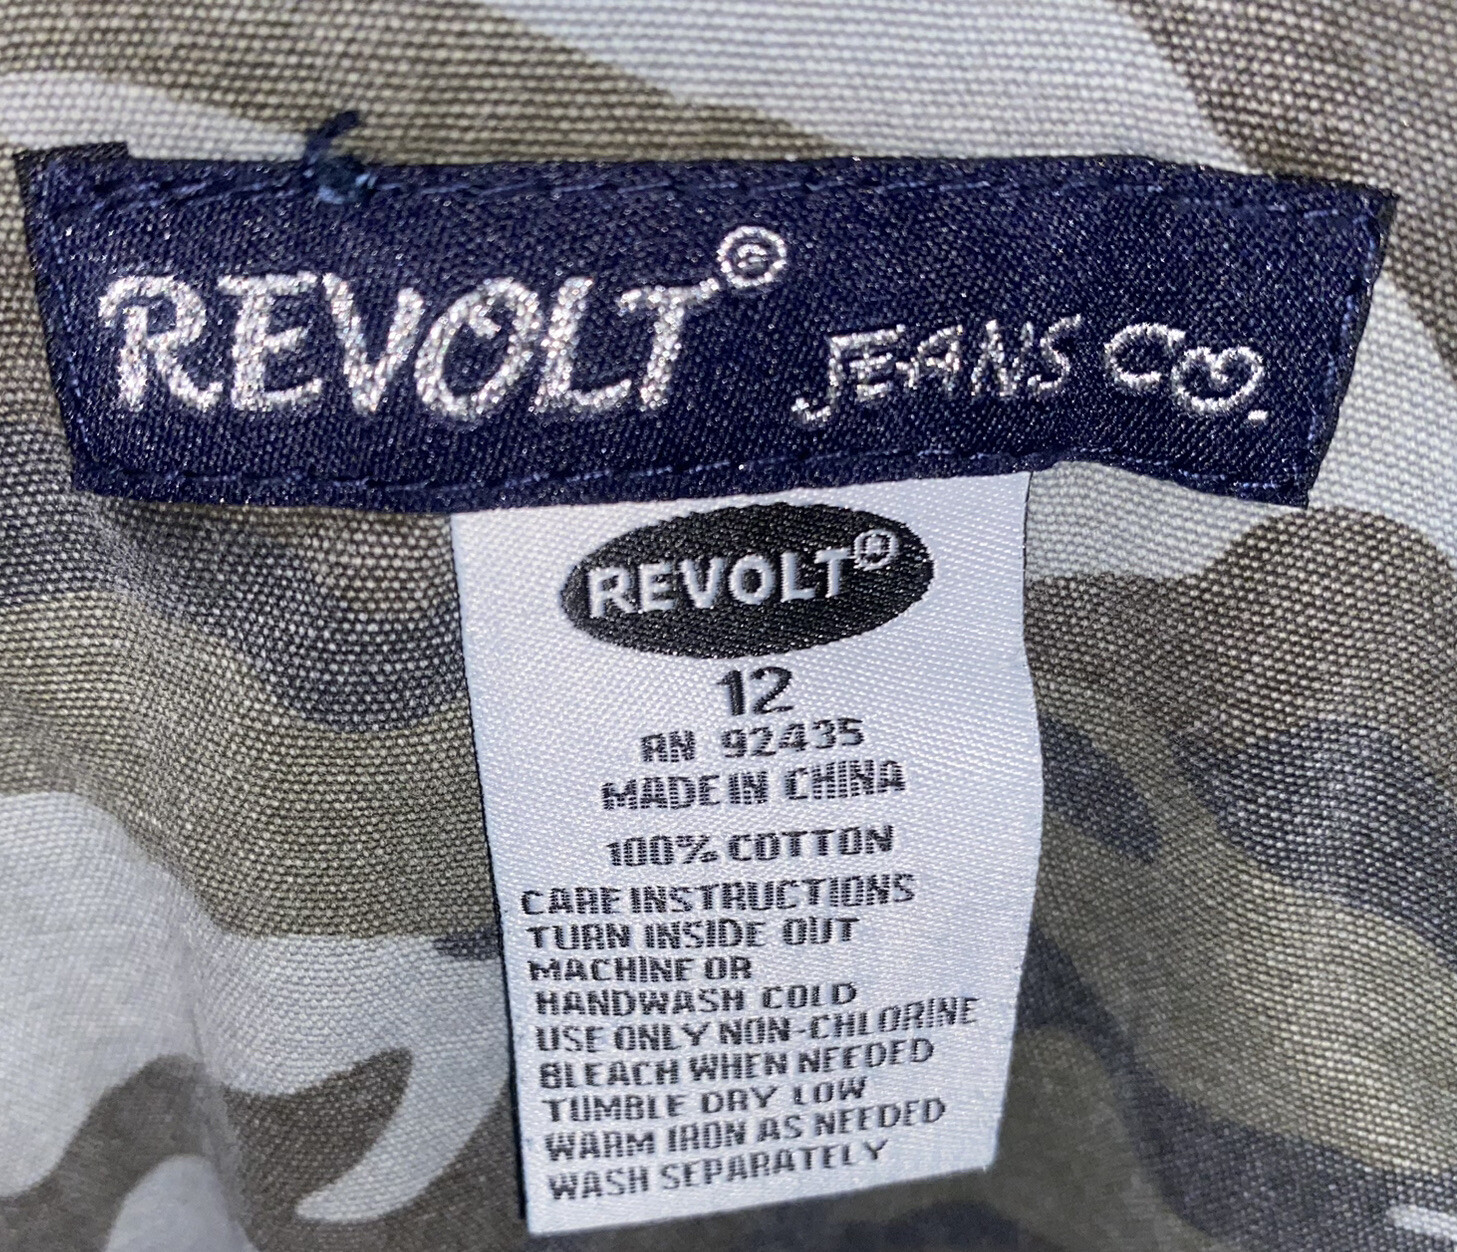 REVOLT® JEANS CO.
REVOLT®
12
RN 92435
MADE IN CHINA
100% COTTON
CARE INSTRUCTIONS
TURN INSIDE OUT
MACHINE OR
HANDWASH COLD
USE ONLY NON-CHLORINE
BLEACH WHEN NEEDED
TUMBLE DRY LOW
WARM IRON AS NEEDED
WASH SEPARATELY